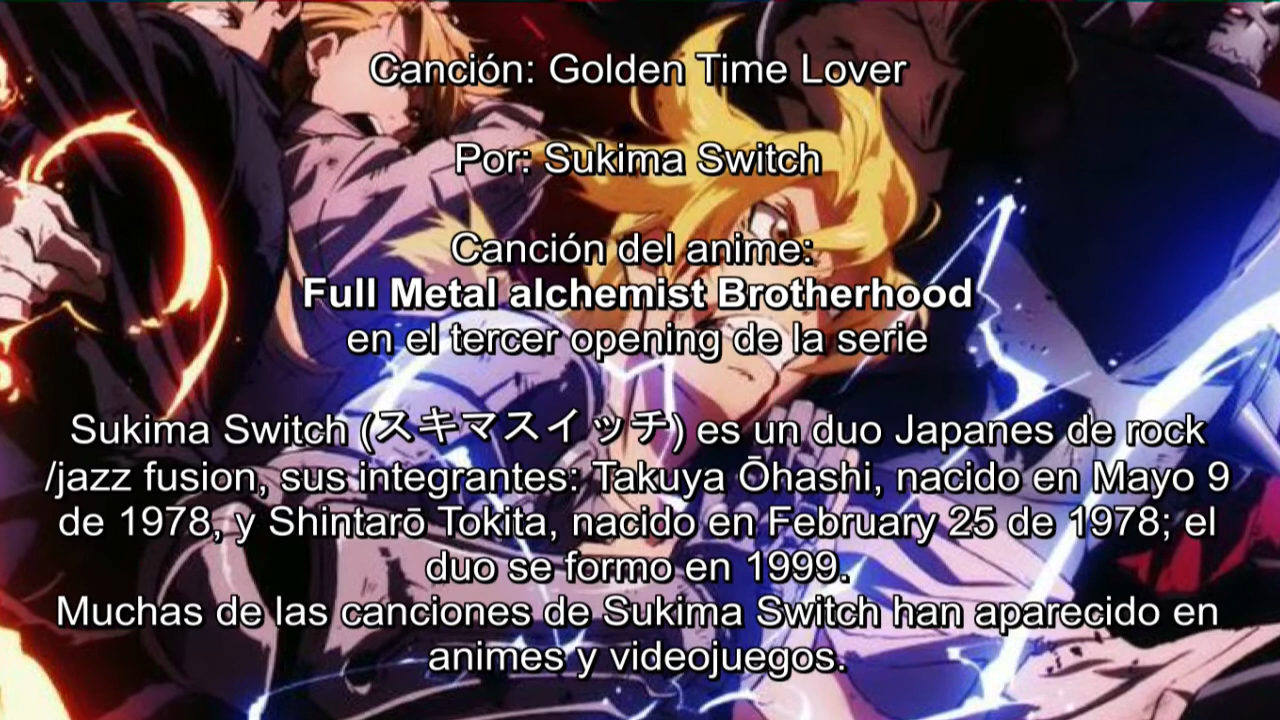 Canción: Golden Time Lover
Por: Sukima Switch
Canción del anime:
Full Metal alchemist Brotherhood
en el tercer opening de la serie
Sukima Switch (スキマスイッチ) es un duo Japanes de rock
/jazz fusion, sus integrantes: Takuya Ōhashi, nacido en Mayo 9
de 1978, y Shintarō Tokita, nacido en February 25 de 1978; el
duo se formo en 1999.
Muchas de las canciones de Sukima Switch han aparecido en
animes y videojuegos.